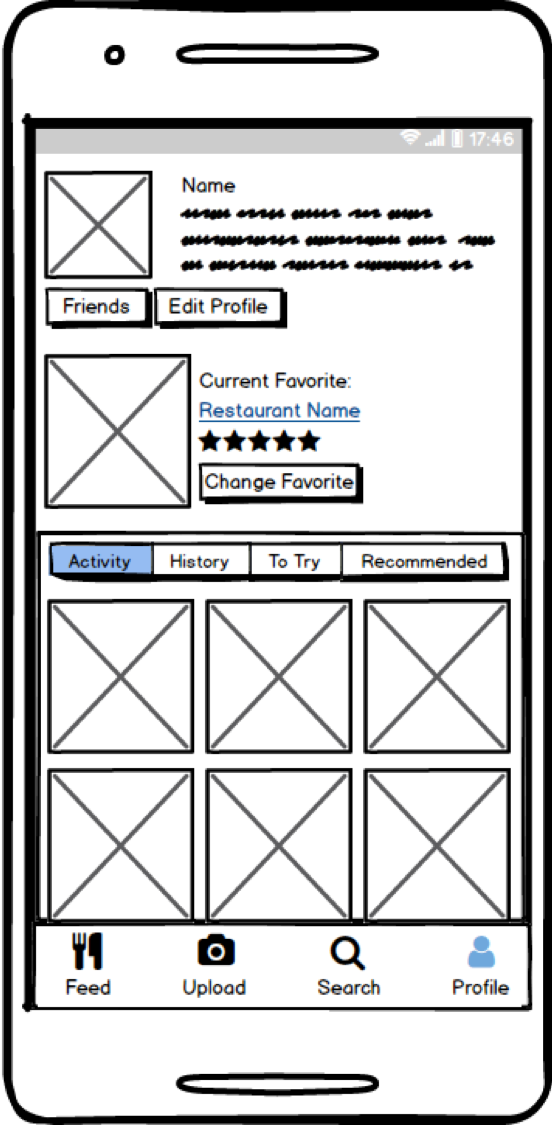 17:46
Name
Friends Edit Profile
Current Favorite:
Restaurant Name
Change Favorite
Activity History To Try Recommended
Feed Upload Search Profile